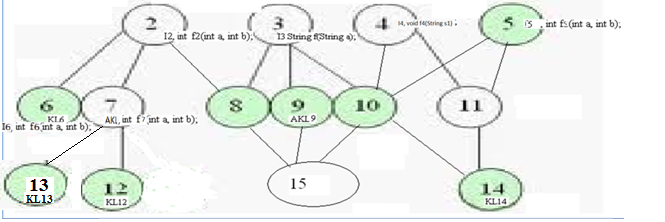 2
3
4
5
I2, int f2(int a, int b);
I3 String f(String a);
I4, void f4(String s1) ,
, int f5(int a, int b);
6
7
8
9
10
11
KL6
AKL, int f7(int a, int b);
AKL9
I6, int f6(int a, int b);
13
KL13
12
KL12
15
14
KL14